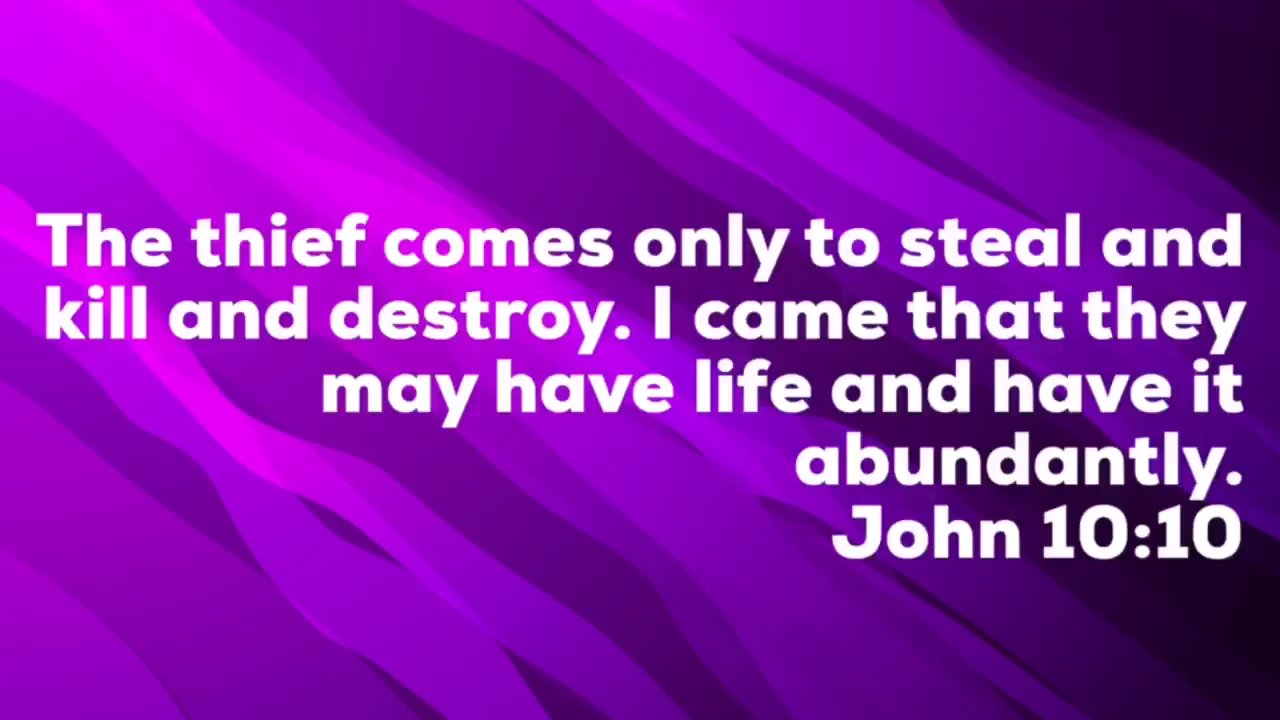 The thief comes only to steal and
kill and destroy. I came that they
may have life and have it
abundantly.
John 10:10